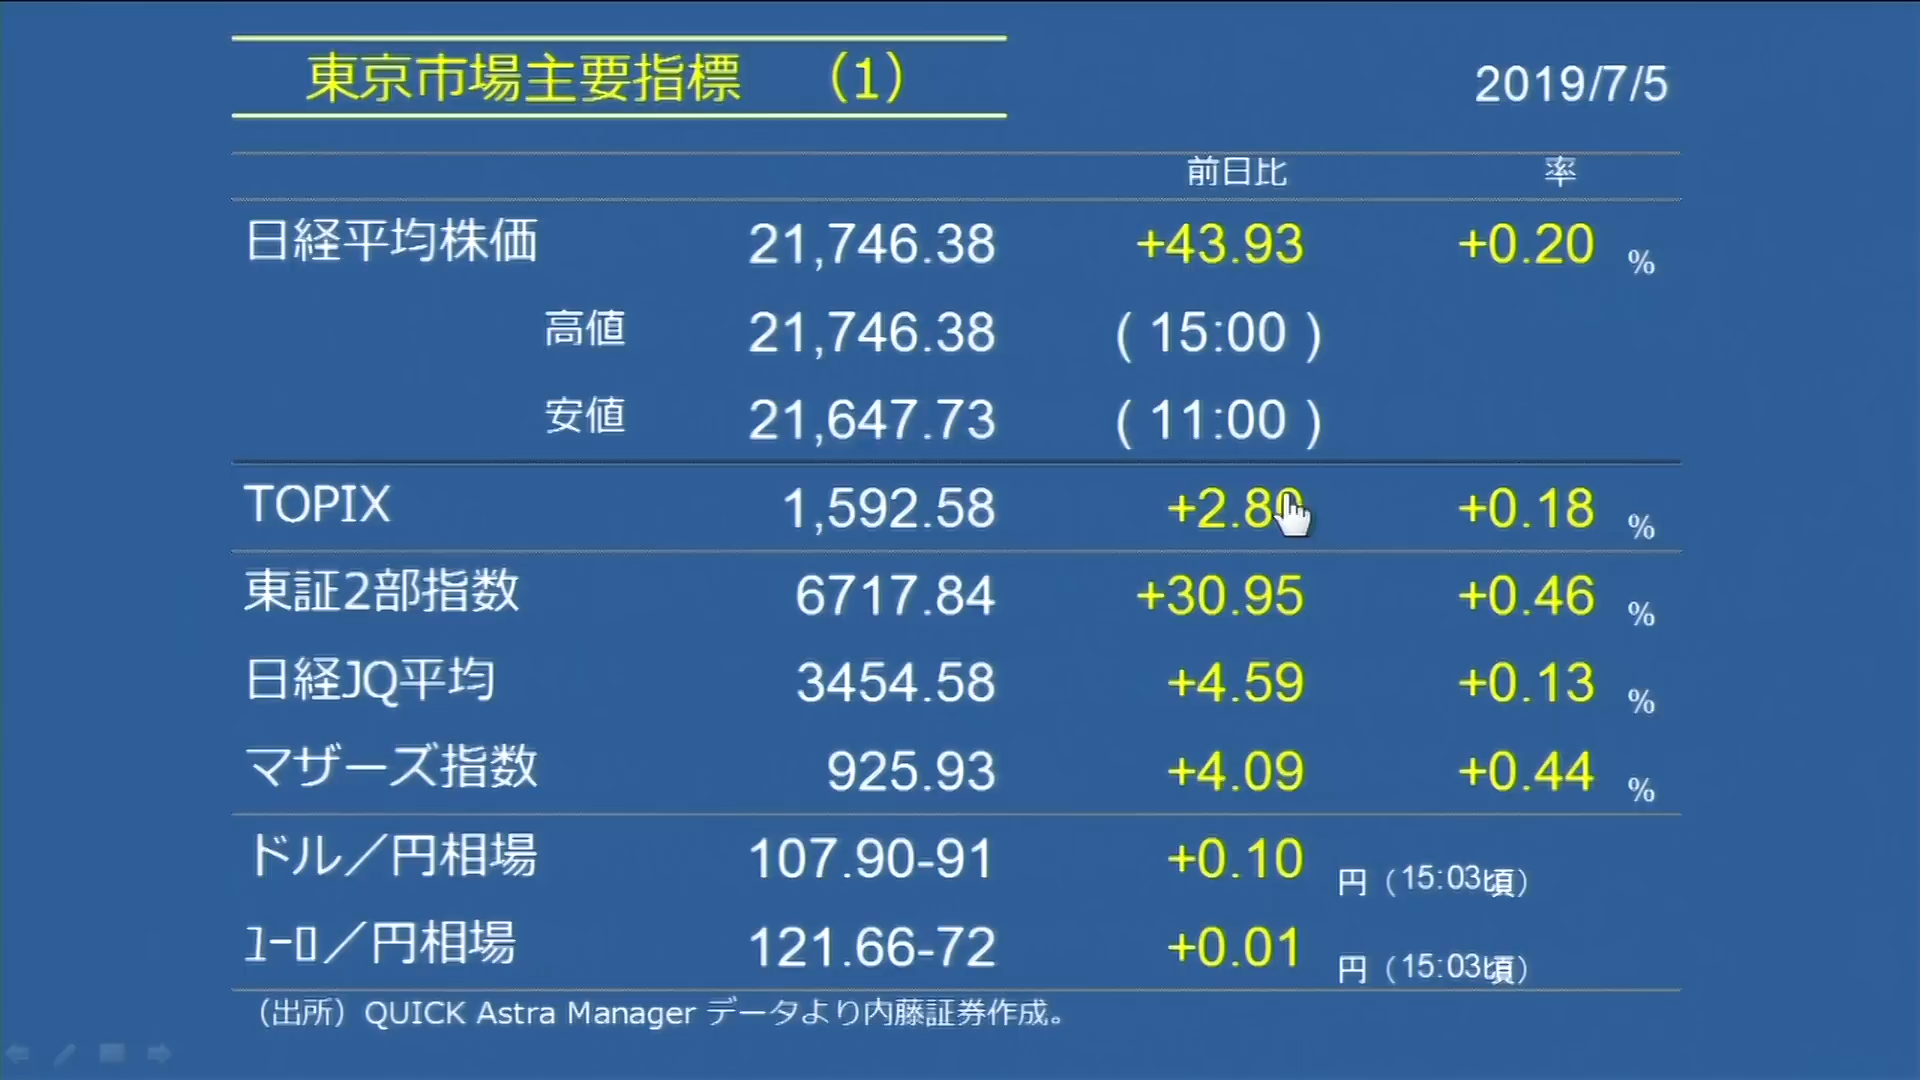 東京市場主要指標 （1）
2019/7/5
前日比 率
日経平均株価 21,746.38 +43.93 +0.20 %
高値 21,746.38 ( 15:00 )
安値 21,647.73 ( 11:00 )
TOPIX 1,592.58 +0.18 %
東証2部指数 6717.84 +30.95 +0.46 %
日経JQ平均 3454.58 +4.59 +0.13 %
マザーズ指数 925.93 +4.09 +0.44 %
ドル／円相場 107.90-91 +0.10 円（15:03頃）
ﾕｰﾛ／円相場 121.66-72 +0.01 円（15:03頃）
（出所）QUICK Astra Manager データより内藤証券作成。